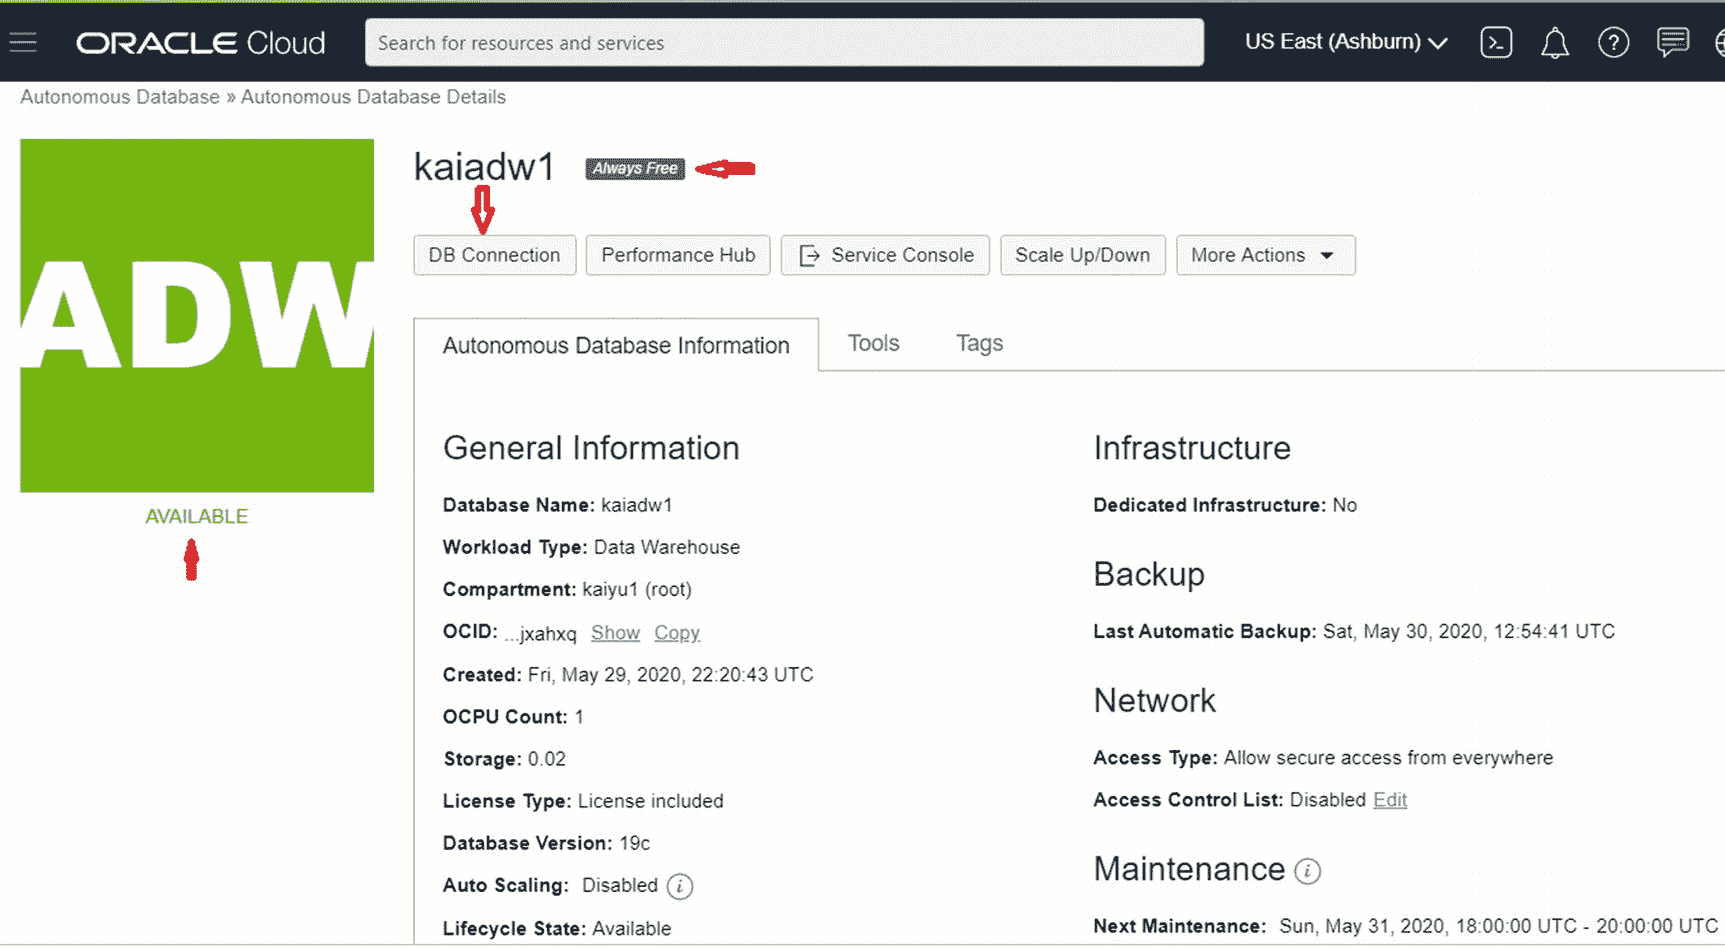 ORACLE Cloud
Search for resources and services
US East (Ashburn)
Autonomous Database » Autonomous Database Details
ADW
AVAILABLE
kaiadw1
Always Free
DB Connection
Performance Hub
Service Console
Scale Up/Down
More Actions
Autonomous Database Information
Tools
Tags
General Information
Database Name: kaiadw1
Workload Type: Data Warehouse
Compartment: kaiyu1 (root)
OCID: ...jxahxq Show Copy
Created: Fri, May 29, 2020, 22:20:43 UTC
OCPU Count: 1
Storage: 0.02
License Type: License included
Database Version: 19c
Auto Scaling: Disabled
Lifecycle State: Available
Infrastructure
Dedicated Infrastructure: No
Backup
Last Automatic Backup: Sat, May 30, 2020, 12:54:41 UTC
Network
Access Type: Allow secure access from everywhere
Access Control List: Disabled Edit
Maintenance
Next Maintenance: Sun, May 31, 2020, 18:00:00 UTC - 20:00:00 UTC